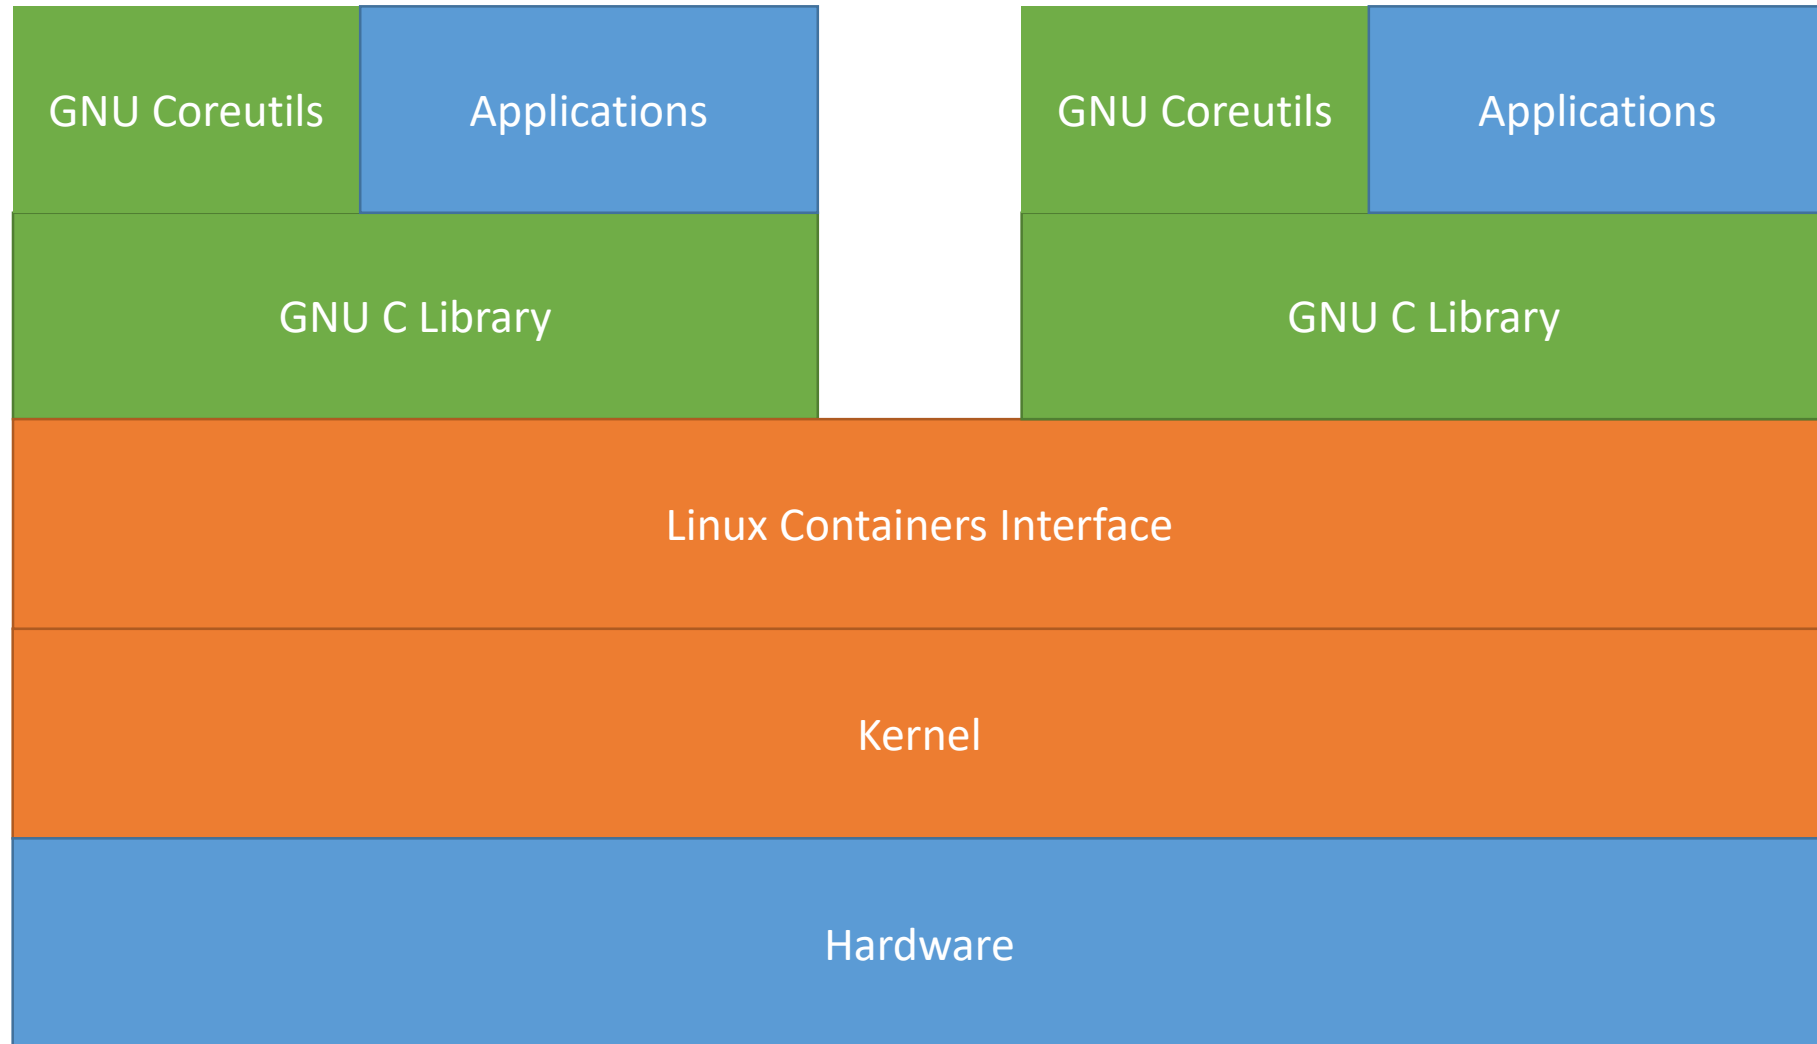 GNU Coreutils
Applications
GNU Coreutils
Applications
GNU C Library
GNU C Library
Linux Containers Interface
Kernel
Hardware